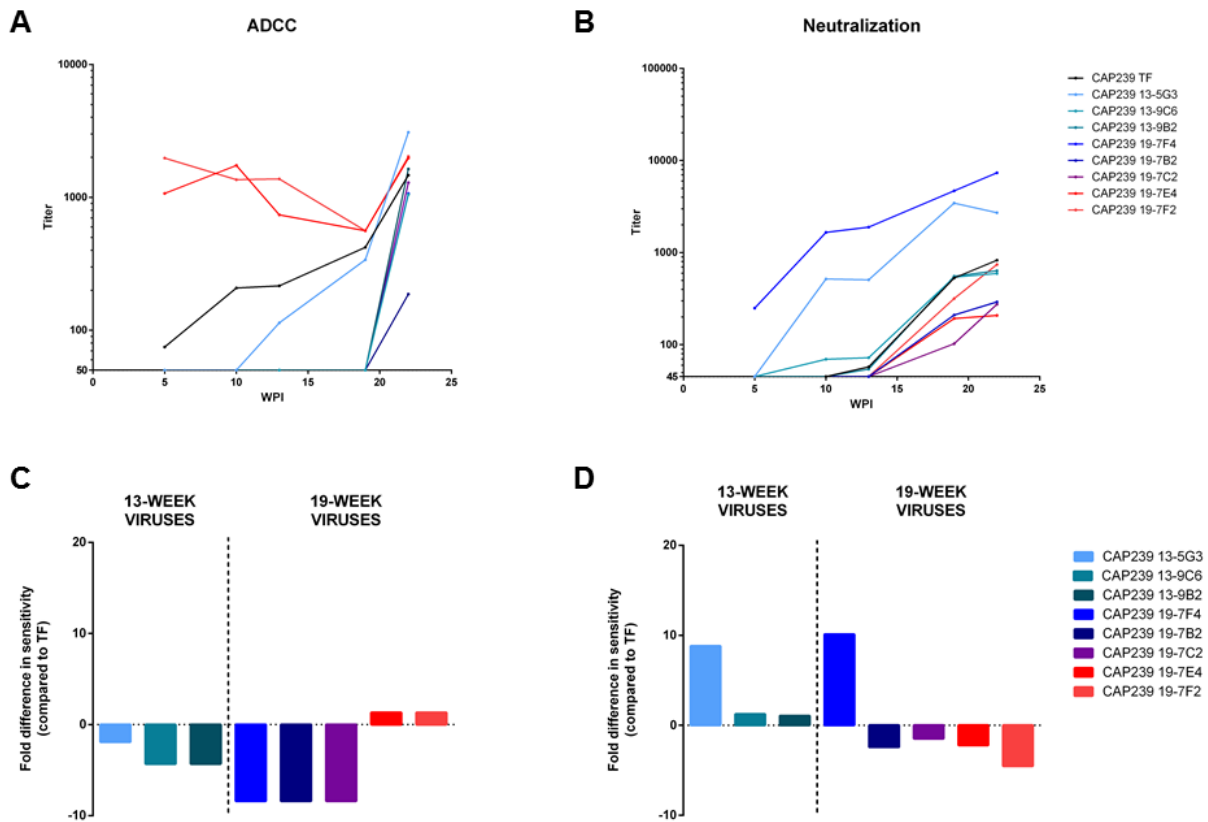 A
ADCC
10000
1000
100
50
0
5
10
15
20
25
Titer
WPI
B
Neutralization
100000
10000
1000
100
45
0
5
10
15
20
25
Titer
WPI
CAP239 TF
CAP239 13-5G3
CAP239 13-9C6
CAP239 13-9B2
CAP239 19-7F4
CAP239 19-7B2
CAP239 19-7C2
CAP239 19-7E4
CAP239 19-7F2
C
13-WEEK
VIRUSES
19-WEEK
VIRUSES
20
10
0
-10
Fold difference in sensitivity
(compared to TF)
D
13-WEEK
VIRUSES
19-WEEK
VIRUSES
20
10
0
-10
Fold difference in sensitivity
(compared to TF)
CAP239 13-5G3
CAP239 13-9C6
CAP239 13-9B2
CAP239 19-7F4
CAP239 19-7B2
CAP239 19-7C2
CAP239 19-7E4
CAP239 19-7F2